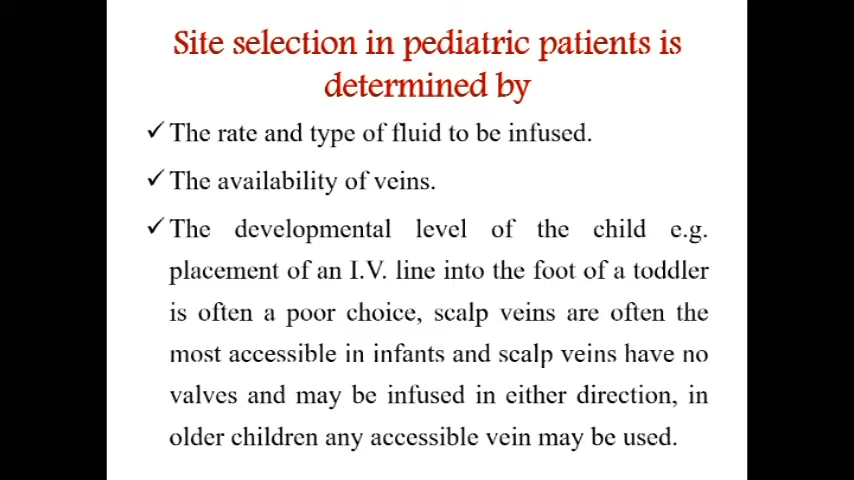 Site selection in pediatric patients is
determined by
✓ The rate and type of fluid to be infused.
✓ The availability of veins.
✓ The developmental level of the child e.g.
placement of an I.V. line into the foot of a toddler
is often a poor choice, scalp veins are often the
most accessible in infants and scalp veins have no
valves and may be infused in either direction, in
older children any accessible vein may be used.